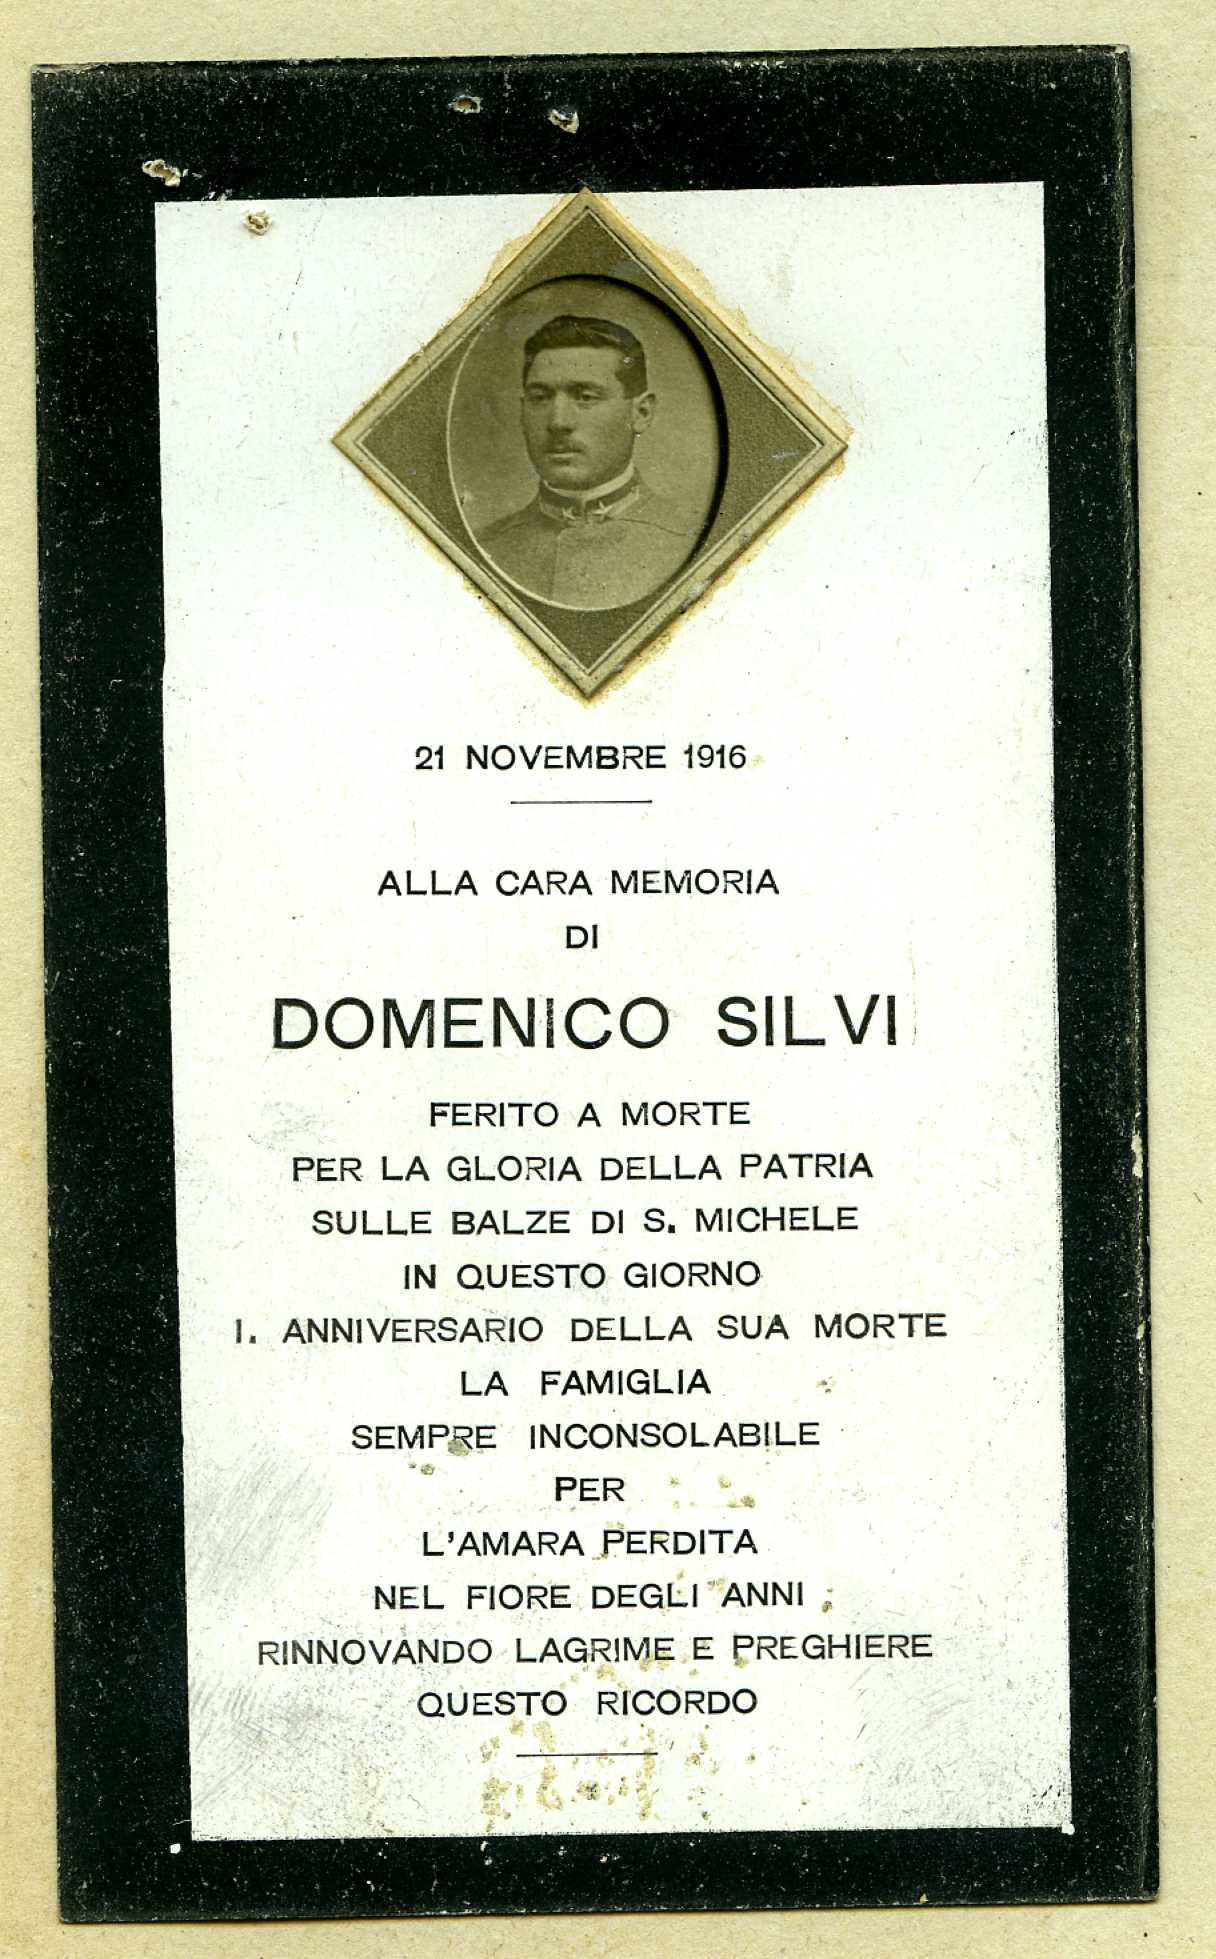 21 NOVEMBRE 1916
ALLA CARA MEMORIA
DI
DOMENICO SILVI
FERITO A MORTE
PER LA GLORIA DELLA PATRIA
SULLE BALZE DI S. MICHELE
IN QUESTO GIORNO
I. ANNIVERSARIO DELLA SUA MORTE
LA FAMIGLIA
SEMPRE INCONSOLABILE
PER
L'AMARA PERDITA
NEL FIORE DEGLI ANNI
RINNOVANDO LAGRIME E PREGHIERE
QUESTO RICORDO